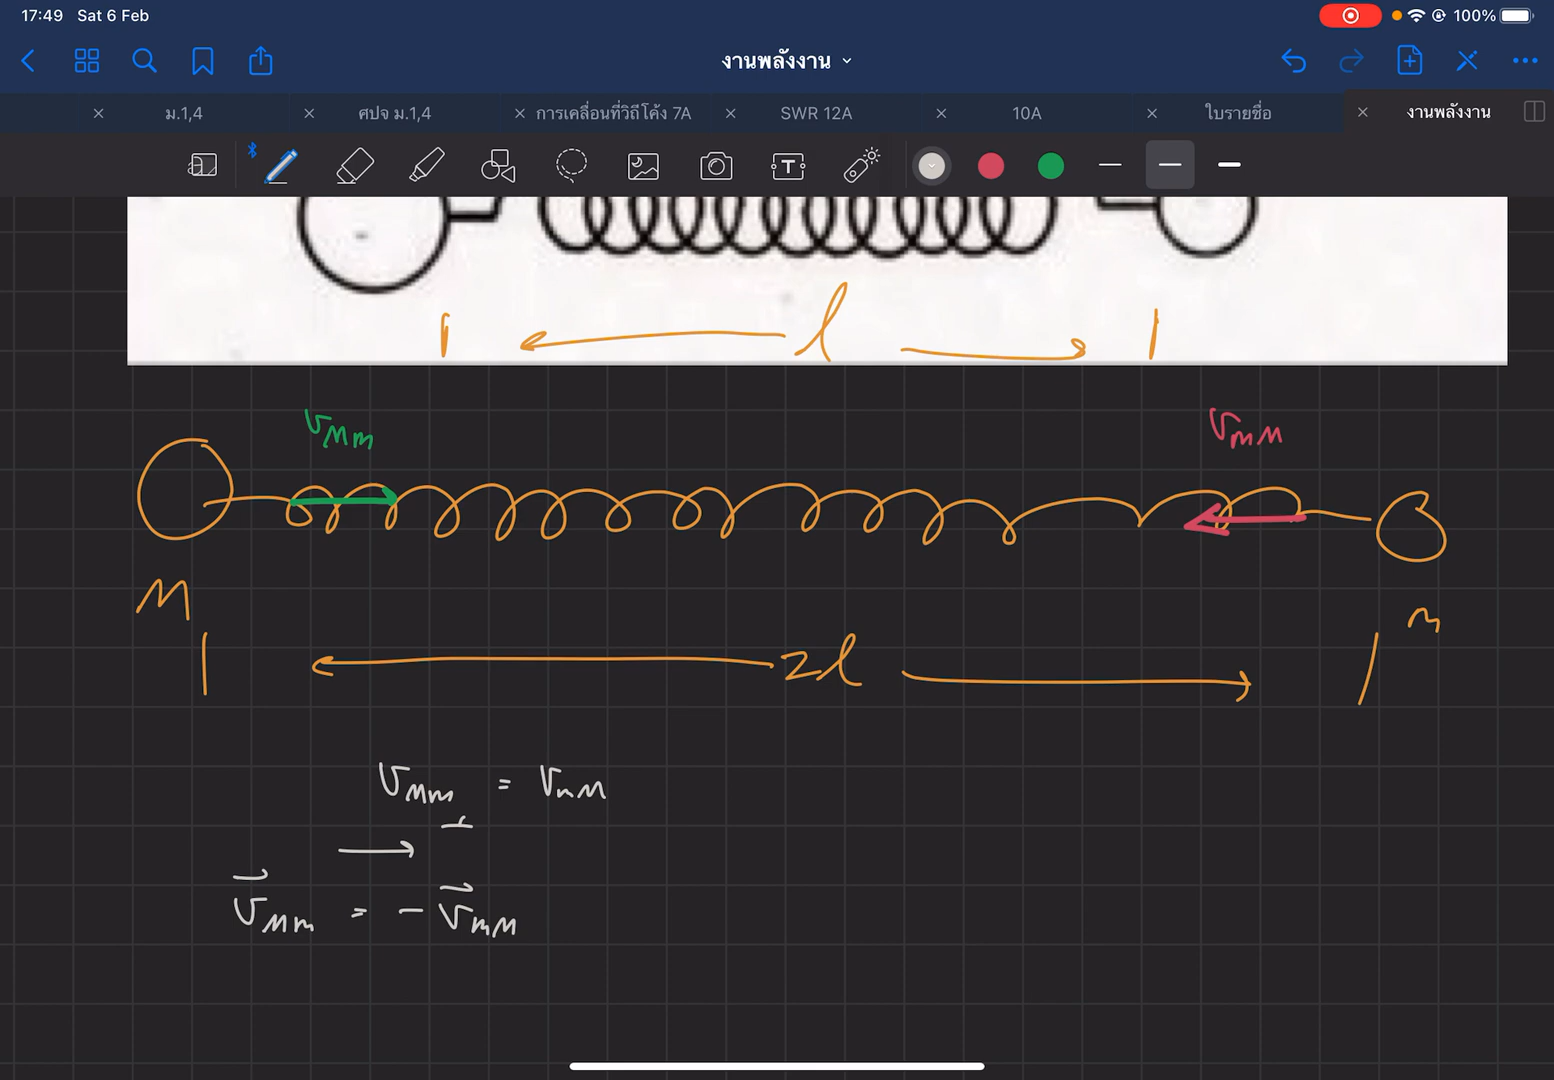 17:49 Sat 6 Feb 100%
งานพลังงาน
ม.1,4 ศปจ ม.1,4 การเคลื่อนที่วิถีโค้ง 7A SWR 12A 10A ใบรายชื่อ งานพลังงาน
T
l
v_Mm v_mM
M m
2l
v_Mm = v_mM
v_Mm = - v_mM